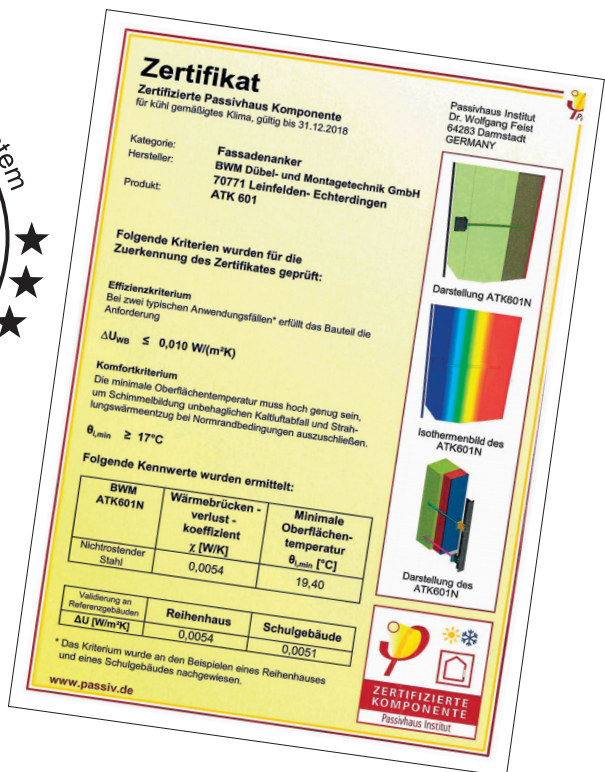 stem
Zertifikat
Zertifizierte Passivhaus Komponente
für kühl gemäßigtes Klima, gültig bis 31.12.2018
Passivhaus Institut
Dr. Wolfgang Feist
64283 Darmstadt
GERMANY
Kategorie: Fassadenanker
Hersteller: BWM Dübel- und Montagetechnik GmbH
70771 Leinfelden- Echterdingen
Produkt: ATK 601
Folgende Kriterien wurden für die
Zuerkennung des Zertifikates geprüft:
Effizienzkriterium
Bei zwei typischen Anwendungsfällen* erfüllt das Bauteil die
Anforderung
ΔUWB ≤ 0,010 W/(m²K)
Komfortkriterium
Die minimale Oberflächentemperatur muss hoch genug sein,
um Schimmelbildung unbehaglichen Kaltluftabfall und Strah-
lungswärmeentzug bei Normrandbedingungen auszuschließen.
θi,min ≥ 17°C
Folgende Kennwerte wurden ermittelt:
BWM
ATK601N
Wärmebrücken -
verlust -
koeffizient
χ [W/K]
Minimale
Oberflächen-
temperatur
θi,min [°C]
Nichtrostender
Stahl
0,0054
19,40
Validierung an
Referenzgebäuden
Reihenhaus
Schulgebäude
ΔU [W/m²K]
0,0054
0,0051
* Das Kriterium wurde an den Beispielen eines Reihenhauses
und eines Schulgebäudes nachgewiesen.
www.passiv.de
Darstellung ATK601N
Isothermenbild des
ATK601N
Darstellung des
ATK601N
ZERTIFIZIERTE
KOMPONENTE
Passivhaus Institut